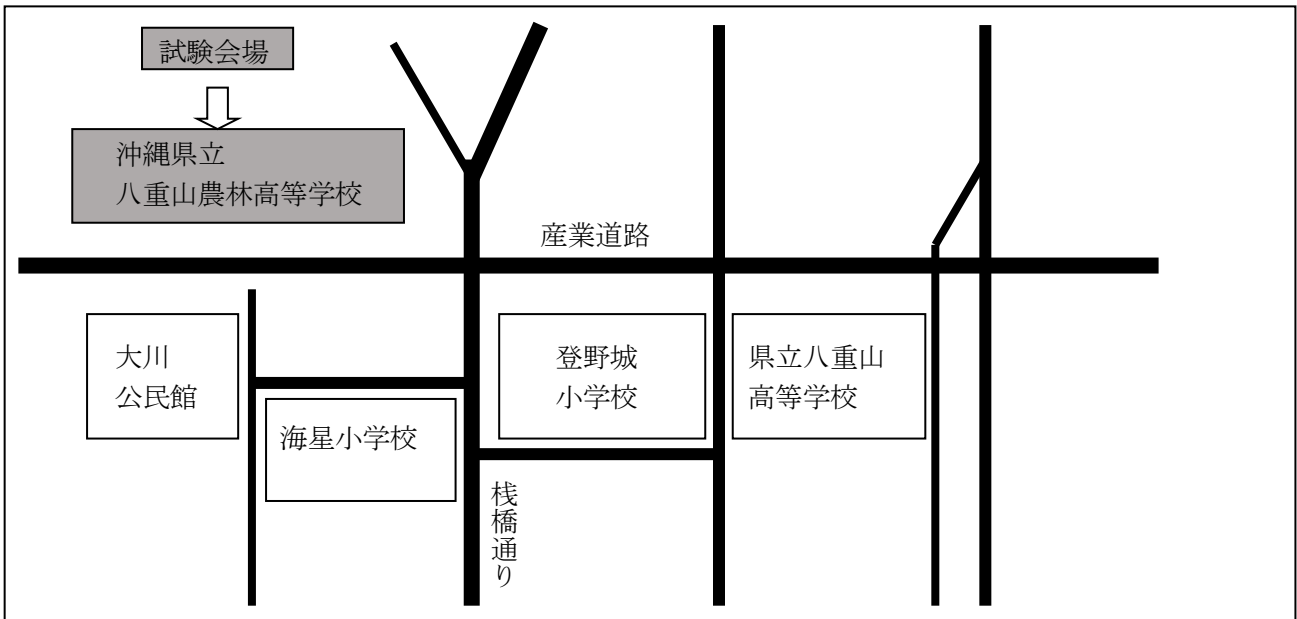 試験会場
沖縄県立
八重山農林高等学校
産業道路
大川
公民館
海星小学校
登野城
小学校
県立八重山
高等学校
桟橋通り